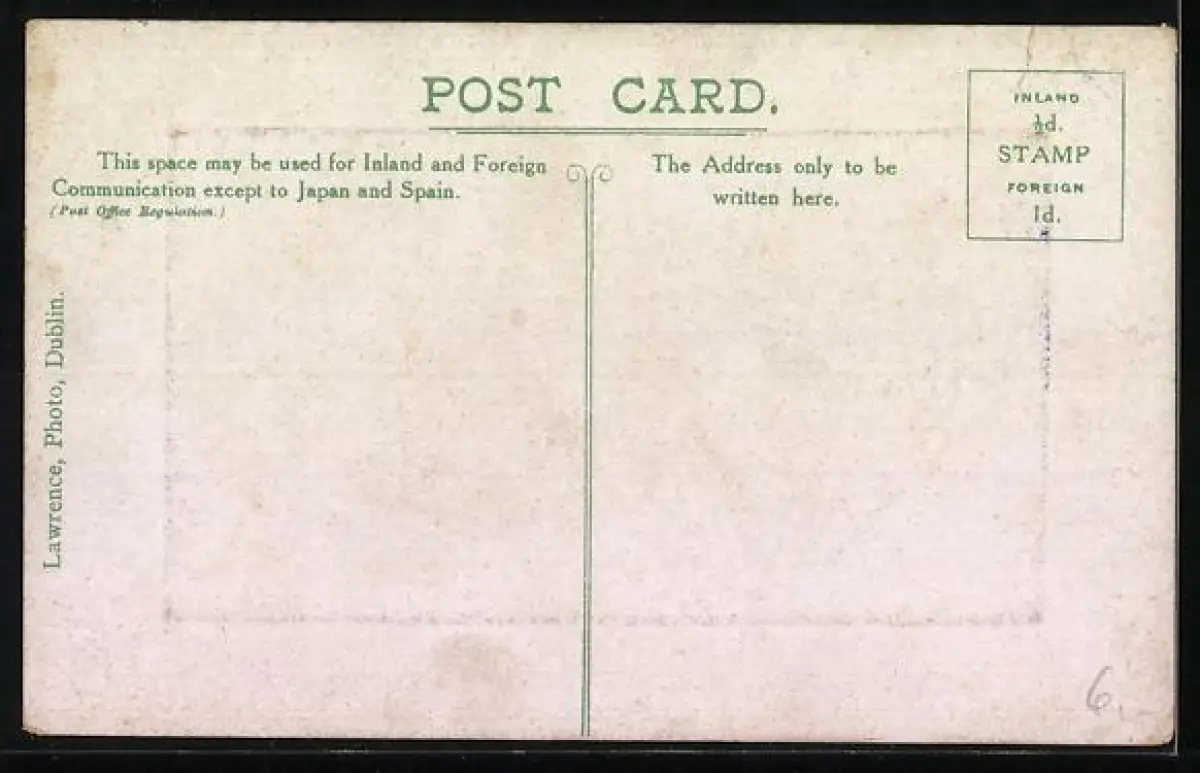 POST CARD.
This space may be used for Inland and Foreign
Communication except to Japan and Spain.
(Post Office Regulation.)
The Address only to be
written here.
INLAND
½d.
STAMP
FOREIGN
1d.
Lawrence, Photo, Dublin.
6.